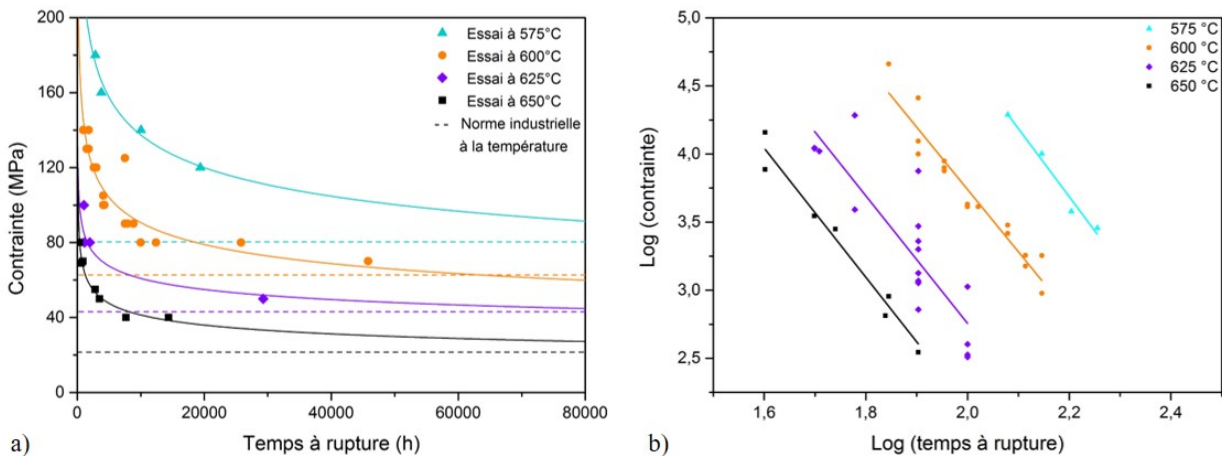 200
160
120
80
40
0
Contrainte (MPa)
0
20000
40000
60000
80000
Temps à rupture (h)
Essai à 575°C
Essai à 600°C
Essai à 625°C
Essai à 650°C
Norme industrielle
à la température
a)
5,0
4,5
4,0
3,5
3,0
2,5
Log (contrainte)
1,6
1,8
2,0
2,2
2,4
Log (temps à rupture)
575 °C
600 °C
625 °C
650 °C
b)